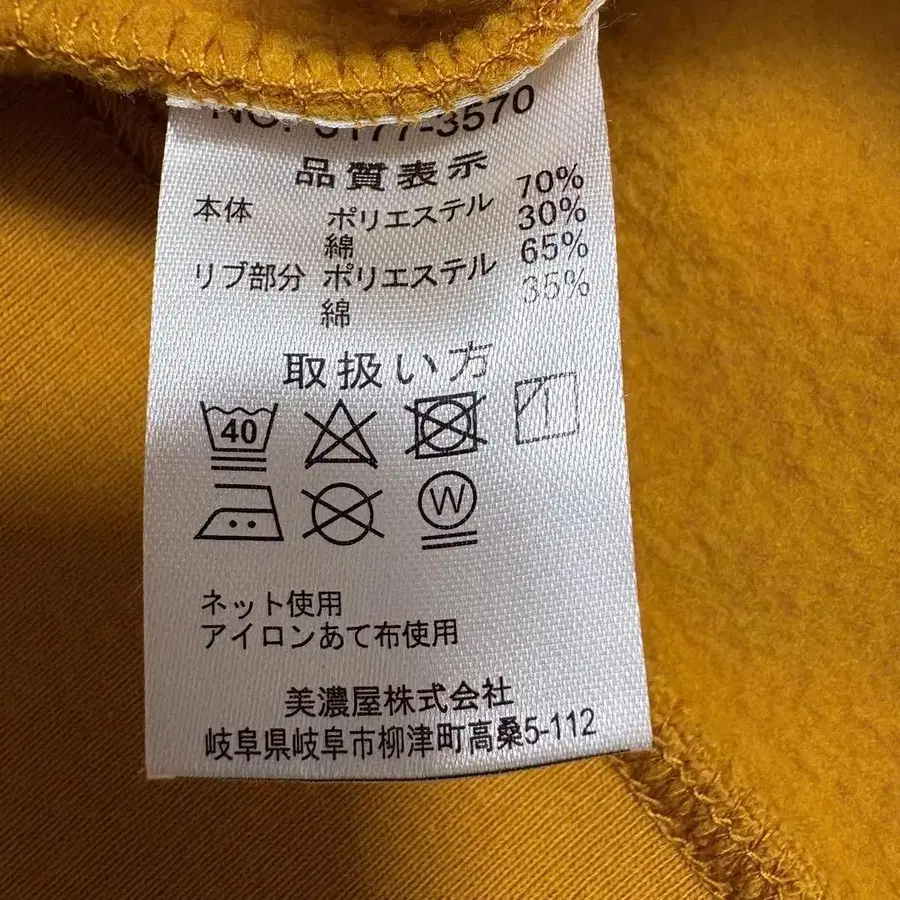 NO. 5177-3570
品質表示
本体 ポリエステル 70%
綿 30%
リブ部分 ポリエステル 65%
綿 35%
取扱い方
40
W
ネット使用
アイロンあて布使用
美濃屋株式会社
岐阜県岐阜市柳津町高桑5-112